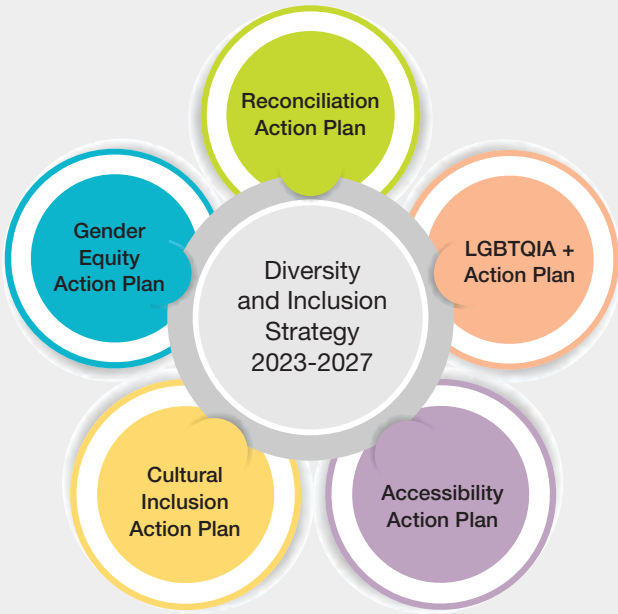 Reconciliation
Action Plan
Gender
Equity
Action Plan
LGBTQIA +
Action Plan
Diversity
and Inclusion
Strategy
2023-2027
Cultural
Inclusion
Action Plan
Accessibility
Action Plan